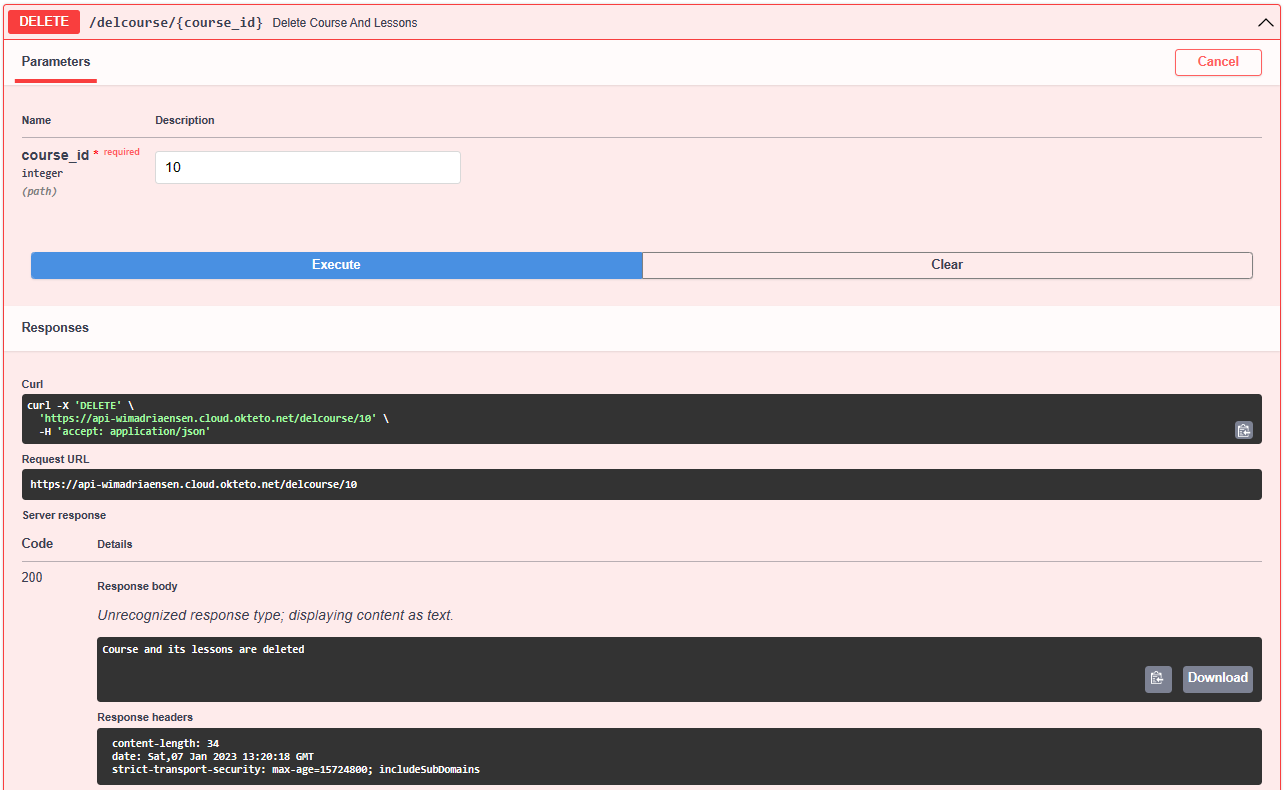 DELETE /delcourse/{course_id} Delete Course And Lessons
Parameters
Cancel
Name Description
course_id * required
integer
(path)
10
Execute
Clear
Responses
Curl
curl -X 'DELETE' \
'https://api-wimadriaensen.cloud.okteto.net/delcourse/10' \
-H 'accept: application/json'
Request URL
https://api-wimadriaensen.cloud.okteto.net/delcourse/10
Server response
Code Details
200
Response body
Unrecognized response type; displaying content as text.
Course and its lessons are deleted
Download
Response headers
content-length: 34
date: Sat,07 Jan 2023 13:20:18 GMT
strict-transport-security: max-age=15724800; includeSubDomains